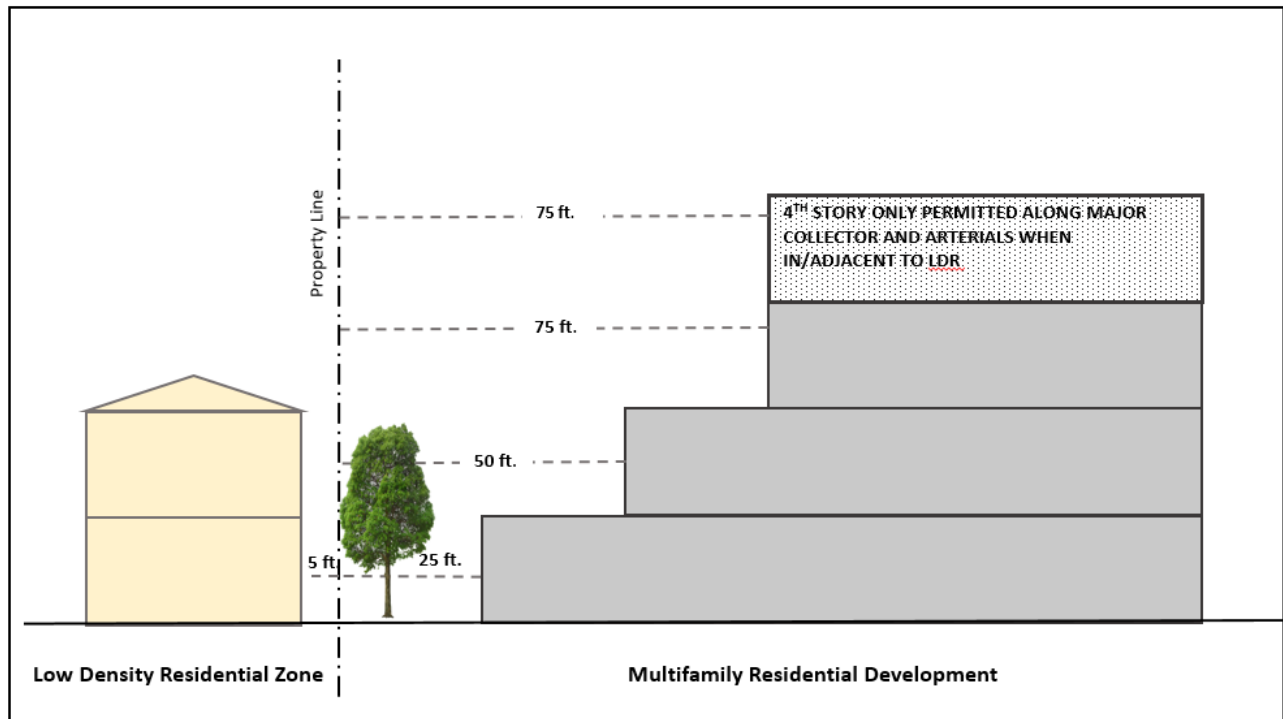 Property Line
75 ft.
4TH STORY ONLY PERMITTED ALONG MAJOR
COLLECTOR AND ARTERIALS WHEN
IN/ADJACENT TO LDR
75 ft.
50 ft.
5 ft.
25 ft.
Low Density Residential Zone
Multifamily Residential Development